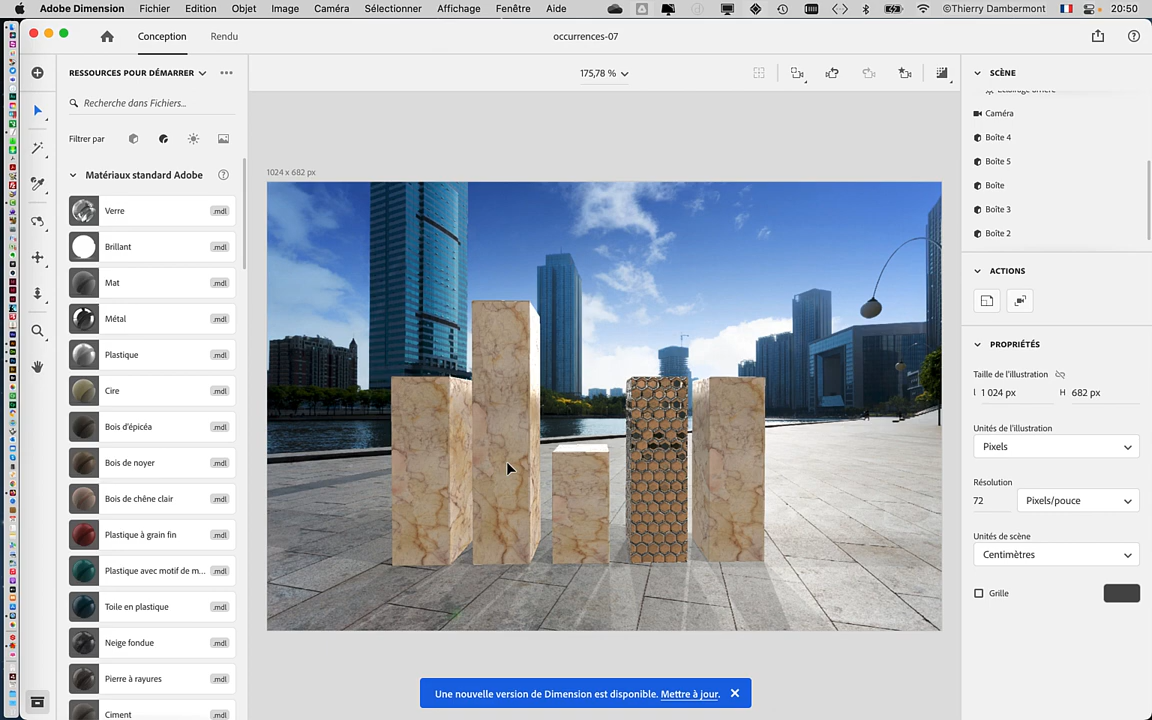 Adobe Dimension Fichier Edition Objet Image Caméra Sélectionner Affichage Fenêtre Aide ©Thierry Dambermont 20:50
Conception Rendu occurrences-07
RESSOURCES POUR DÉMARRER
175,78 %
Recherche dans Fichiers...
Filtrer par
Matériaux standard Adobe
Verre .mdl
Brillant .mdl
Mat .mdl
Métal .mdl
Plastique .mdl
Cire .mdl
Bois d'épicéa .mdl
Bois de noyer .mdl
Bois de chêne clair .mdl
Plastique à grain fin .mdl
Plastique avec motif de m... .mdl
Toile en plastique .mdl
Neige fondue .mdl
Pierre à rayures .mdl
Ciment .mdl
1024 x 682 px
Une nouvelle version de Dimension est disponible. Mettre à jour.
SCÈNE
Eclairage arrière
Caméra
Boîte 4
Boîte 5
Boîte
Boîte 3
Boîte 2
ACTIONS
PROPRIÉTÉS
Taille de l'illustration
l 1 024 px H 682 px
Unités de l'illustration
Pixels
Résolution
72 Pixels/pouce
Unités de scène
Centimètres
Grille